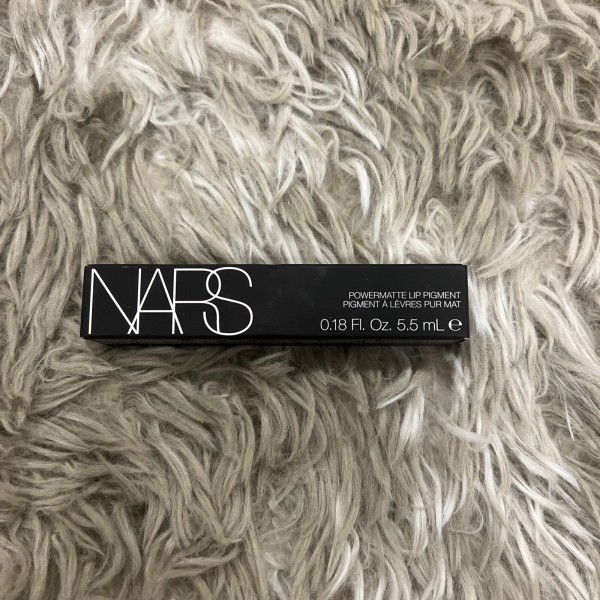 NARS
POWERMATTE LIP PIGMENT
PIGMENT À LÈVRES PUR MAT
0.18 Fl. Oz. 5.5 mL ℮